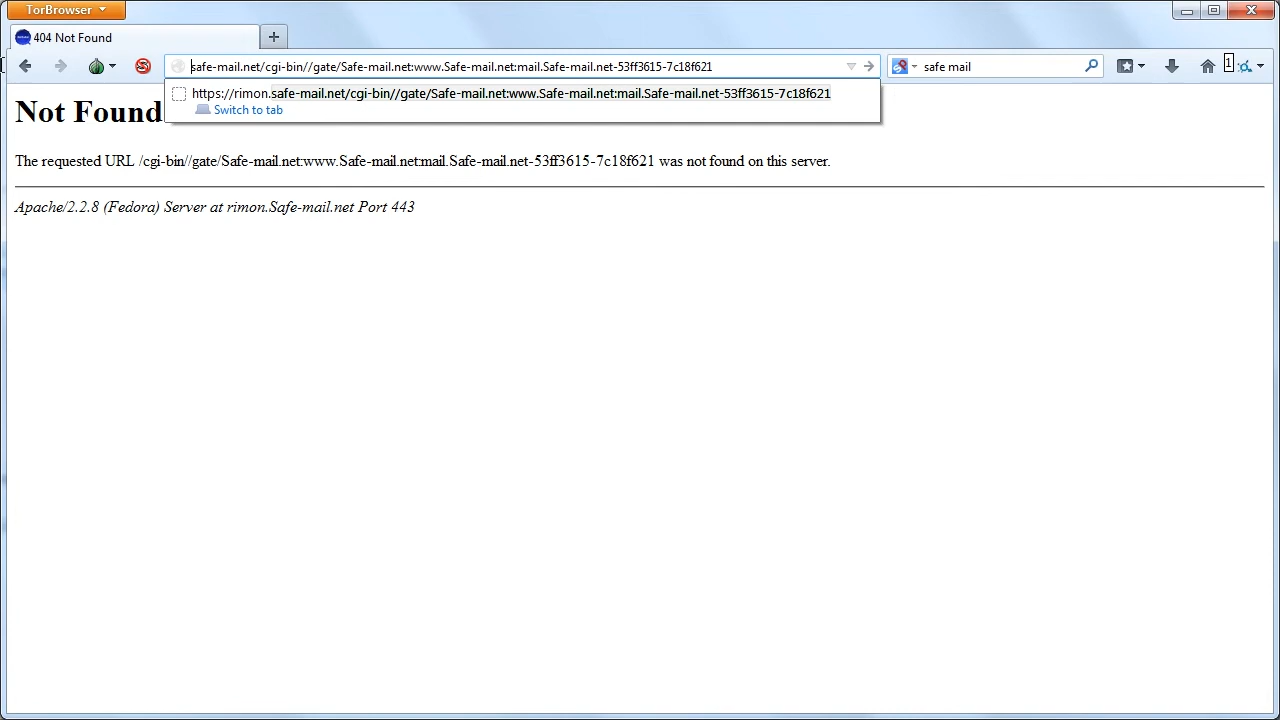 TorBrowser
404 Not Found
safe-mail.net/cgi-bin//gate/Safe-mail.net:www.Safe-mail.net:mail.Safe-mail.net-53ff3615-7c18f621
safe mail
1
https://rimon.safe-mail.net/cgi-bin//gate/Safe-mail.net:www.Safe-mail.net:mail.Safe-mail.net-53ff3615-7c18f621
Switch to tab
Not Found
The requested URL /cgi-bin//gate/Safe-mail.net:www.Safe-mail.net:mail.Safe-mail.net-53ff3615-7c18f621 was not found on this server.
Apache/2.2.8 (Fedora) Server at rimon.Safe-mail.net Port 443